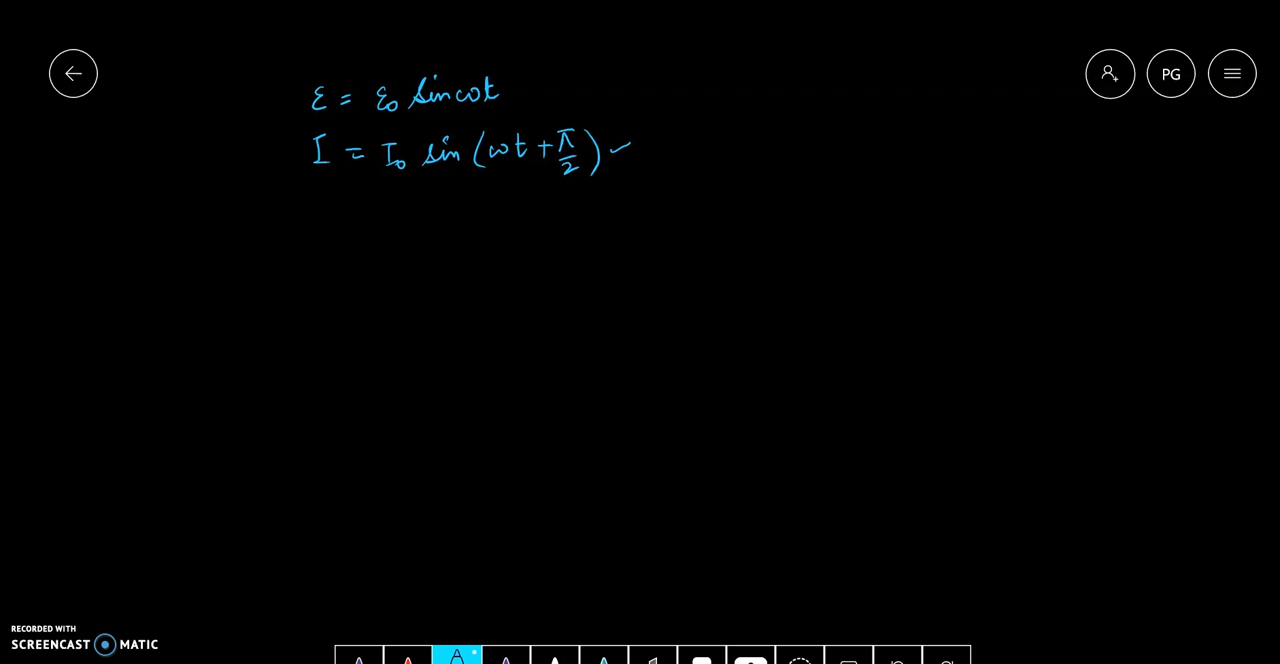 PG
ε = ε₀ sin ωt
I = I₀ sin (ωt + π/2) ✓
RECORDED WITH
SCREENCAST MATIC